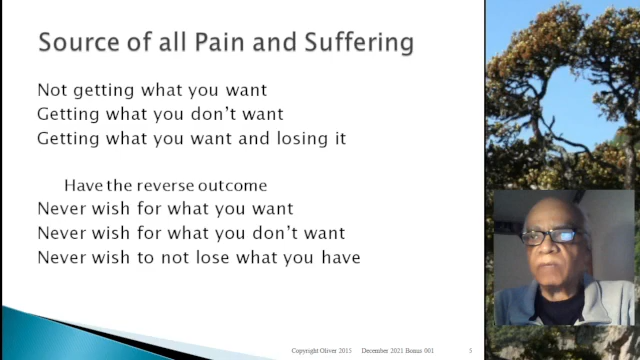 Source of all Pain and Suffering
Not getting what you want
Getting what you don't want
Getting what you want and losing it
Have the reverse outcome
Never wish for what you want
Never wish for what you don't want
Never wish to not lose what you have
Copyright Oliver 2015 December 2021 Bonus 001 5